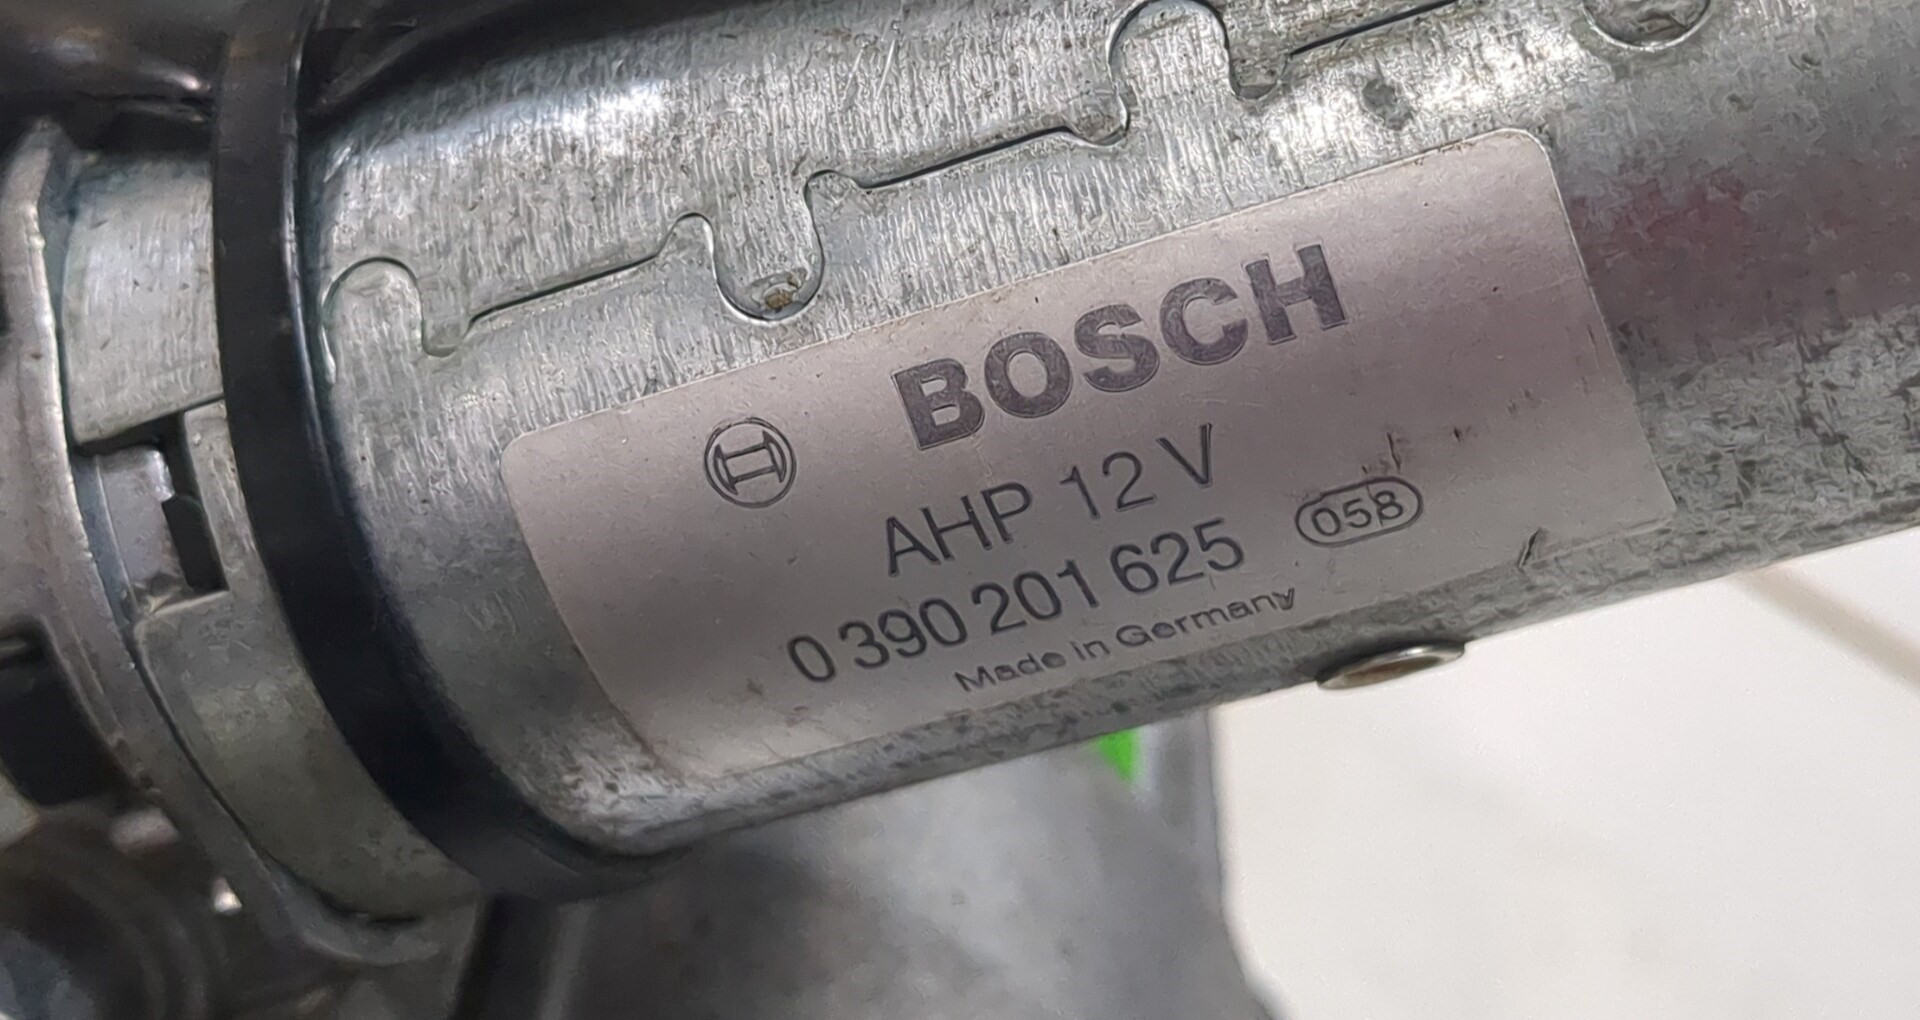 BOSCH
AHP 12 V
0 390 201 625 058
Made in Germany